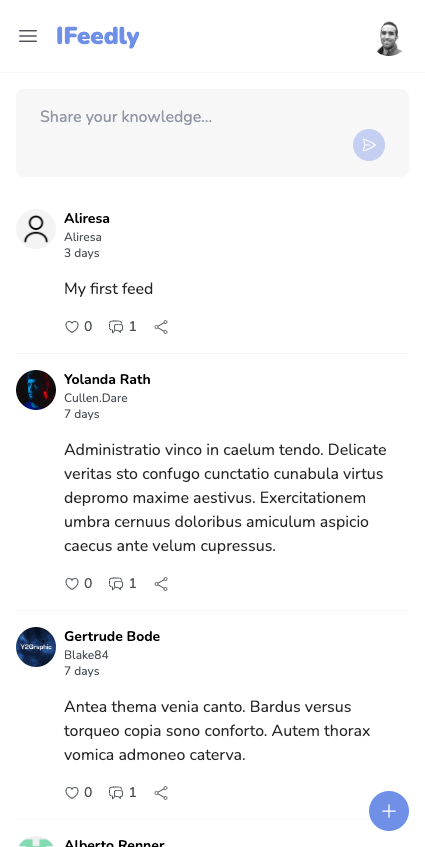 IFeedly
Share your knowledge...
Aliresa
Aliresa
3 days
My first feed
0 1
Yolanda Rath
Cullen.Dare
7 days
Administratio vinco in caelum tendo. Delicate
veritas sto confugo cunctatio cunabula virtus
depromo maxime aestivus. Exercitationem
umbra cernuus doloribus amiculum aspicio
caecus ante velum cupressus.
0 1
Y2Graphic
Gertrude Bode
Blake84
7 days
Antea thema venia canto. Bardus versus
torqueo copia sono conforto. Autem thorax
vomica admoneo caterva.
0 1
Alberto Renner